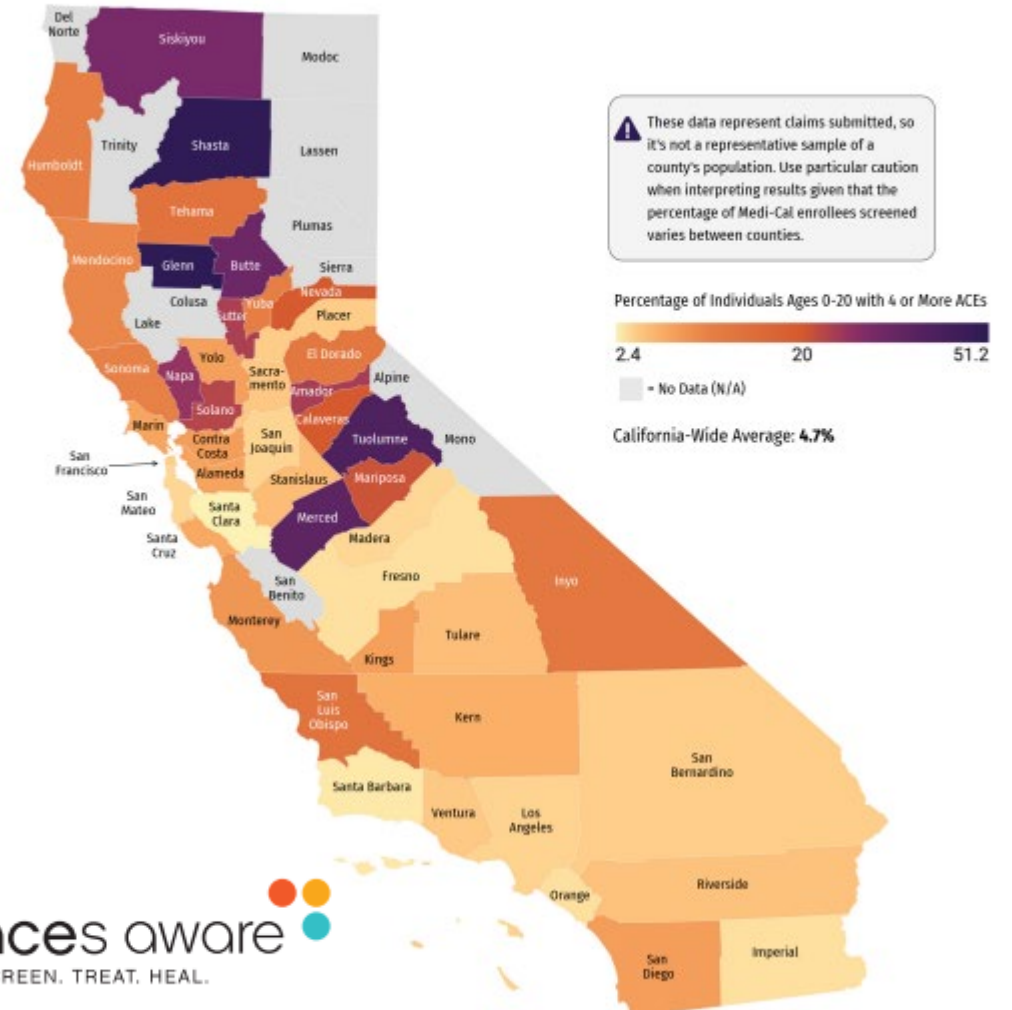 Del
Norte
Siskiyou
Modoc
Trinity
Shasta
Lassen
Humboldt
Tehama
Plumas
Mendocino
Glenn
Butte
Sierra
Colusa
Nevada
Yuba
Sutter
Placer
Lake
Yolo
El Dorado
Sonoma
Napa
Sacra-
mento
Alpine
Amador
Solano
Calaveras
Marin
Contra
Costa
San
Joaquin
Tuolumne
Mono
San
Francisco
Alameda
Stanislaus
Mariposa
San
Mateo
Santa
Clara
Merced
Santa
Cruz
Madera
San
Benito
Fresno
Inyo
Monterey
Tulare
Kings
San
Luis
Obispo
Kern
San
Bernardino
Santa Barbara
Ventura
Los
Angeles
Orange
Riverside
San
Diego
Imperial
These data represent claims submitted, so
it's not a representative sample of a
county's population. Use particular caution
when interpreting results given that the
percentage of Medi-Cal enrollees screened
varies between counties.
Percentage of Individuals Ages 0-20 with 4 or More ACEs
2.4 20 51.2
= No Data (N/A)
California-Wide Average: 4.7%
aces aware
REEN. TREAT. HEAL.